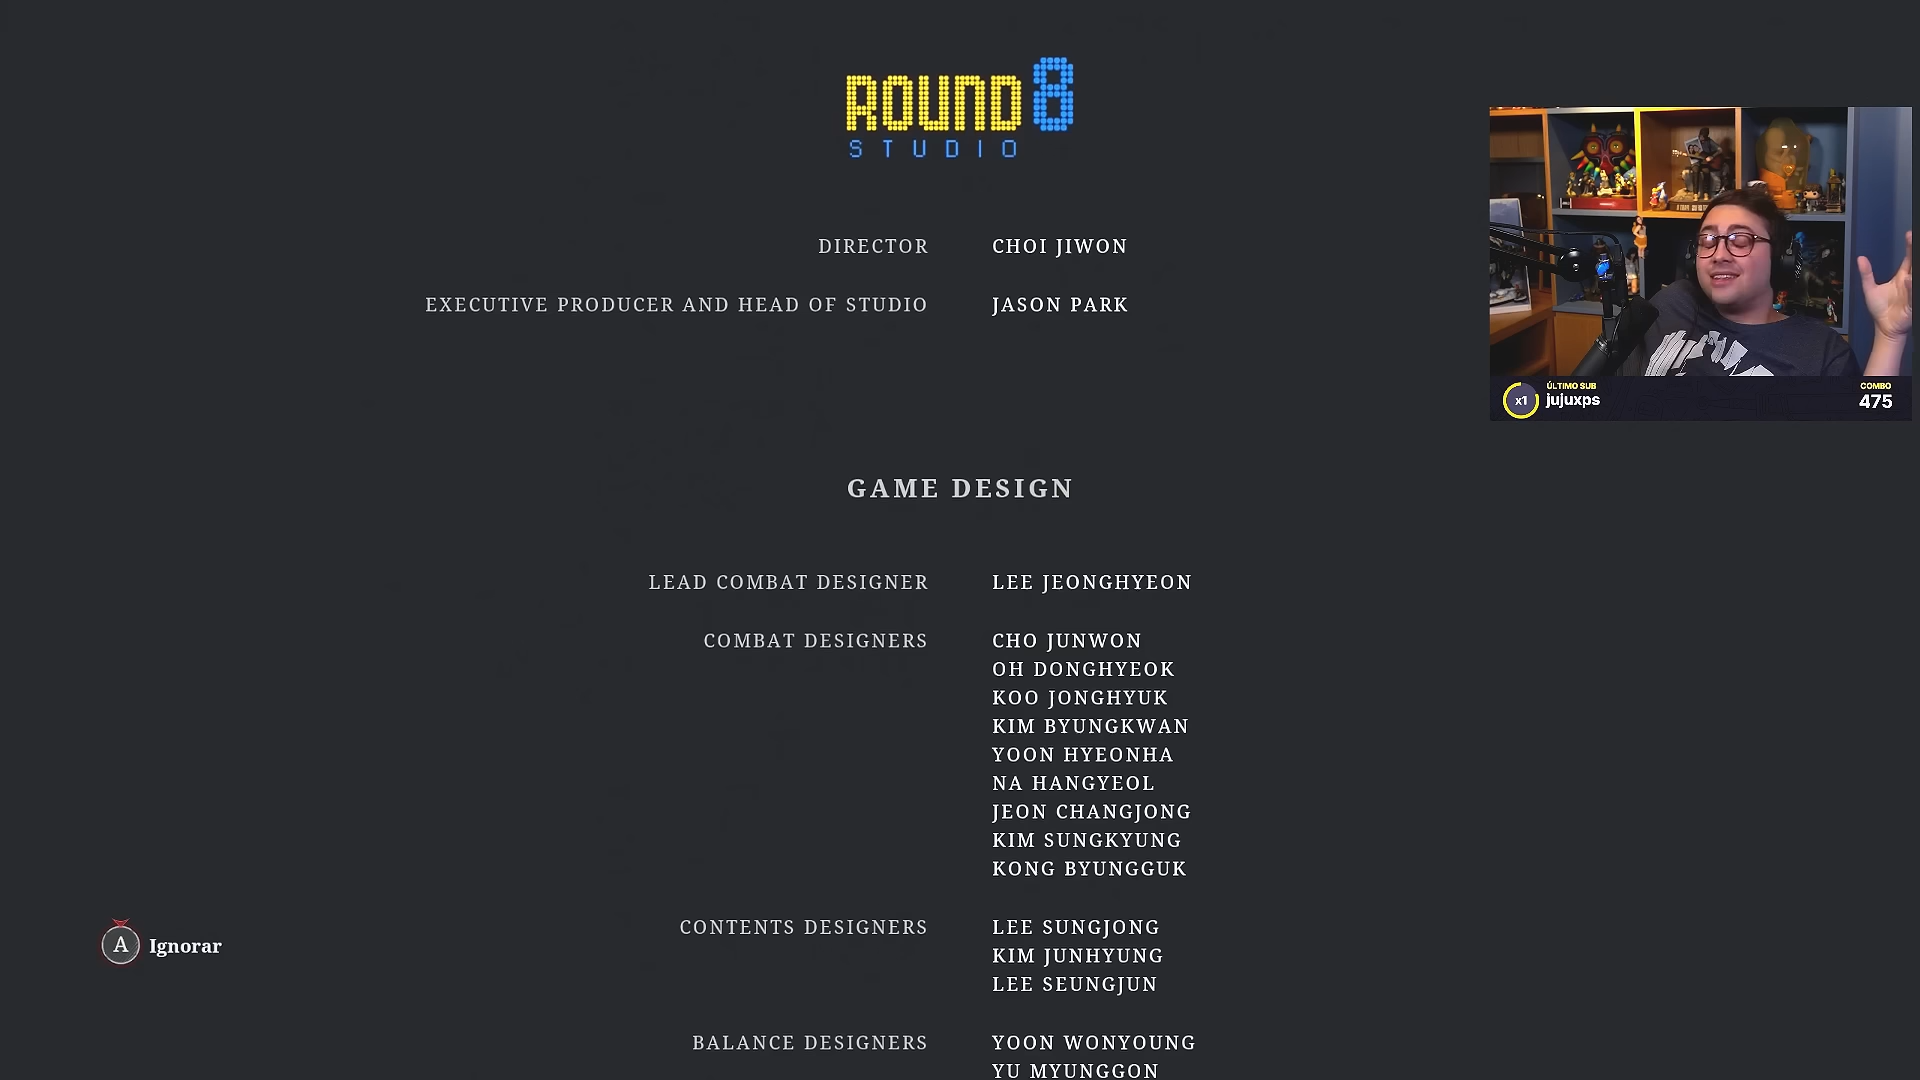 ROUND8
STUDIO
DIRECTOR CHOI JIWON
EXECUTIVE PRODUCER AND HEAD OF STUDIO JASON PARK
GAME DESIGN
LEAD COMBAT DESIGNER LEE JEONGHYEON
COMBAT DESIGNERS CHO JUNWON
OH DONGHYEOK
KOO JONGHYUK
KIM BYUNGKWAN
YOON HYEONHA
NA HANGYEOL
JEON CHANGJONG
KIM SUNGKYUNG
KONG BYUNGGUK
CONTENTS DESIGNERS LEE SUNGJONG
KIM JUNHYUNG
LEE SEUNGJUN
BALANCE DESIGNERS YOON WONYOUNG
YU MYUNGGON
A Ignorar
x1
ÚLTIMO SUB
jujuxps
COMBO
475